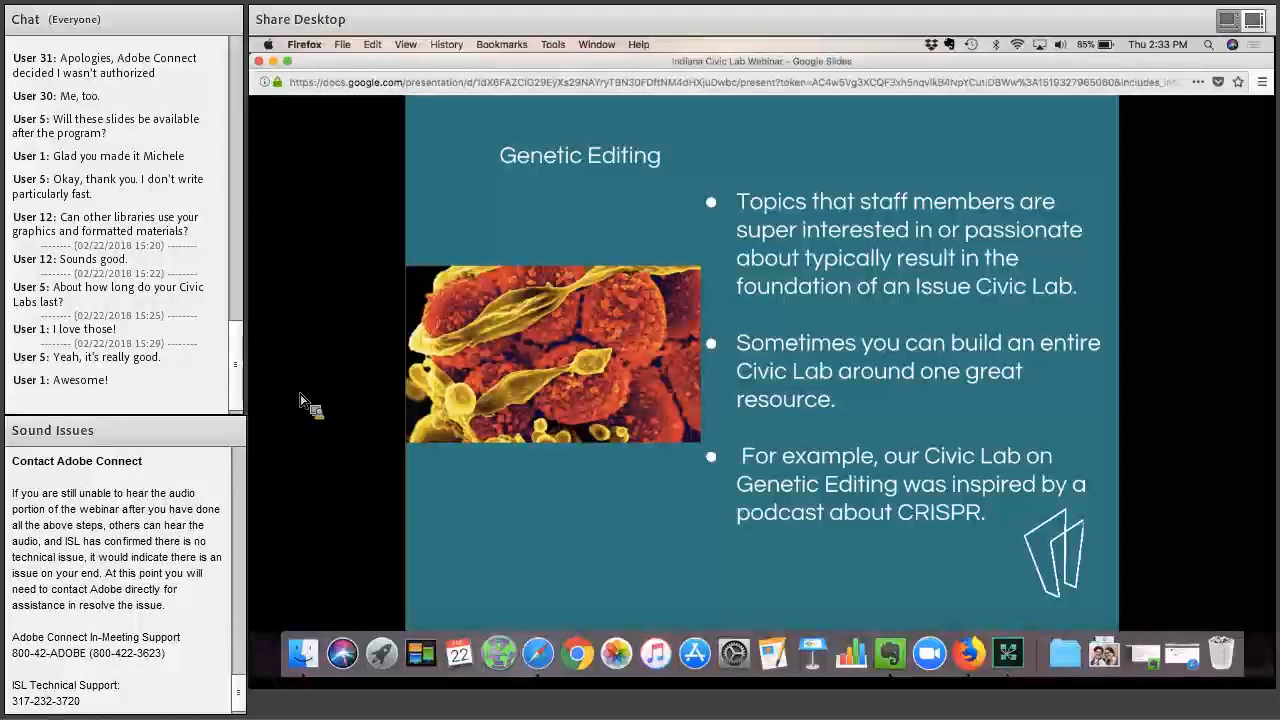 Chat (Everyone)
User 31: Apologies, Adobe Connect
decided I wasn't authorized
User 30: Me, too.
User 5: Will these slides be available
after the program?
User 1: Glad you made it Michele
User 5: Okay, thank you. I don't write
particularly fast.
User 12: Can other libraries use your
graphics and formatted materials?
-------- (02/22/2018 15:20) --------
User 12: Sounds good.
-------- (02/22/2018 15:22) --------
User 5: About how long do your Civic
Labs last?
-------- (02/22/2018 15:25) --------
User 1: I love those!
-------- (02/22/2018 15:29) --------
User 5: Yeah, it's really good.
User 1: Awesome!
Sound Issues
Contact Adobe Connect
If you are still unable to hear the audio
portion of the webinar after you have done
all the above steps, others can hear the
audio, and ISL has confirmed there is no
technical issue, it would indicate there is an
issue on your end. At this point you will
need to contact Adobe directly for
assistance in resolve the issue.
Adobe Connect In-Meeting Support
800-42-ADOBE (800-422-3623)
ISL Technical Support:
317-232-3720
Share Desktop
Firefox File Edit View History Bookmarks Tools Window Help 85% Thu 2:33 PM
Indiana Civic Lab Webinar - Google Slides
Genetic Editing
Topics that staff members are
super interested in or passionate
about typically result in the
foundation of an Issue Civic Lab.
Sometimes you can build an entire
Civic Lab around one great
resource.
For example, our Civic Lab on
Genetic Editing was inspired by a
podcast about CRISPR.
22